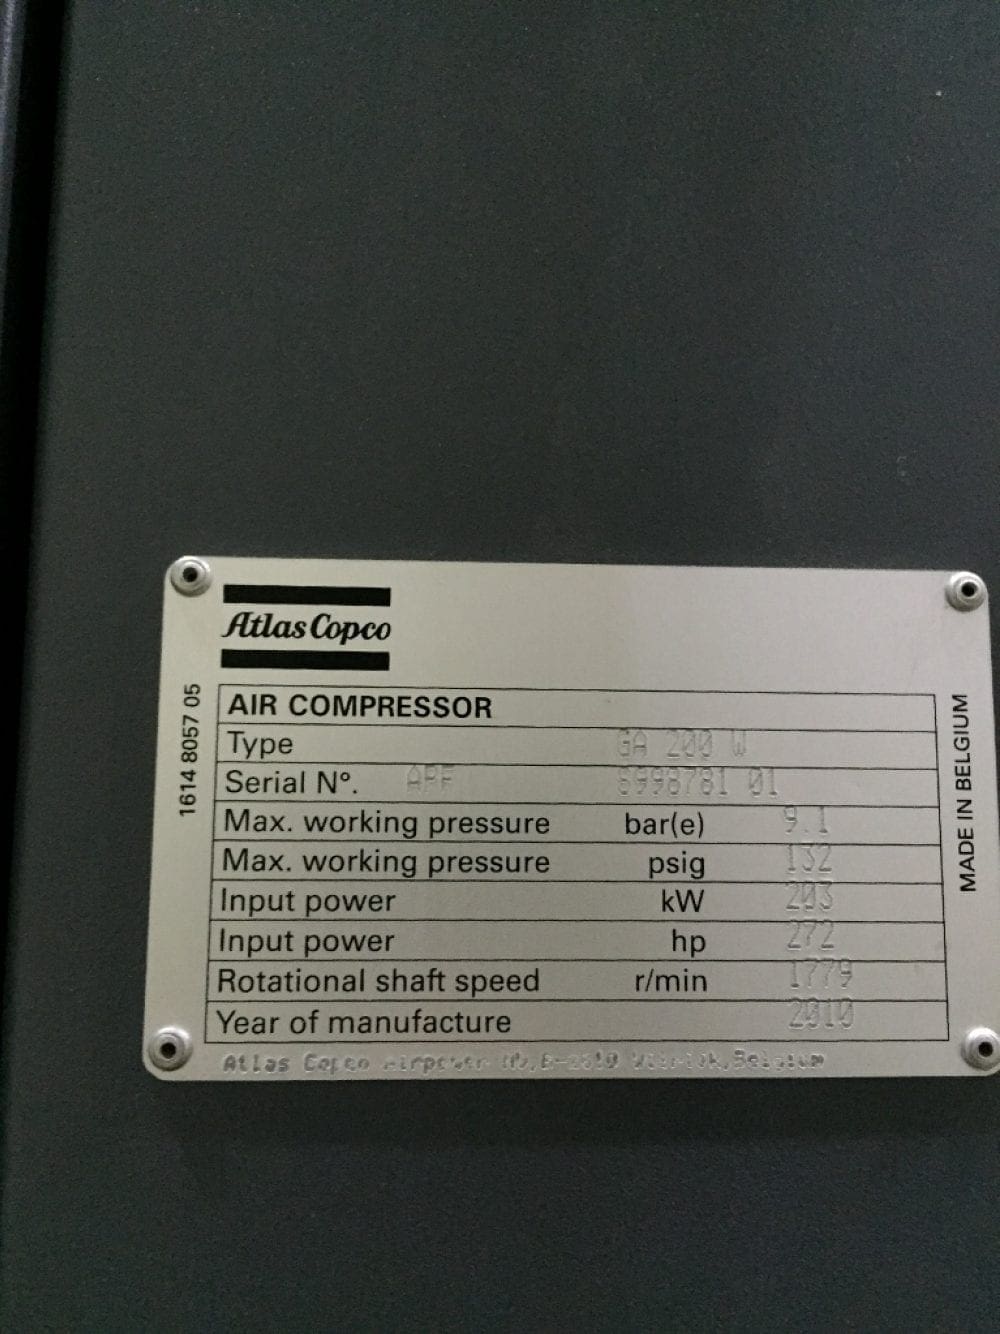 Atlas Copco
AIR COMPRESSOR
Type GA 200 W
Serial N°. 01
Max. working pressure bar(e) 9.1
Max. working pressure psig 132
Input power kW 203
Input power hp 272
Rotational shaft speed r/min 1779
Year of manufacture 2010
Atlas Copco Airpower Belgium
1614 8057 05
MADE IN BELGIUM